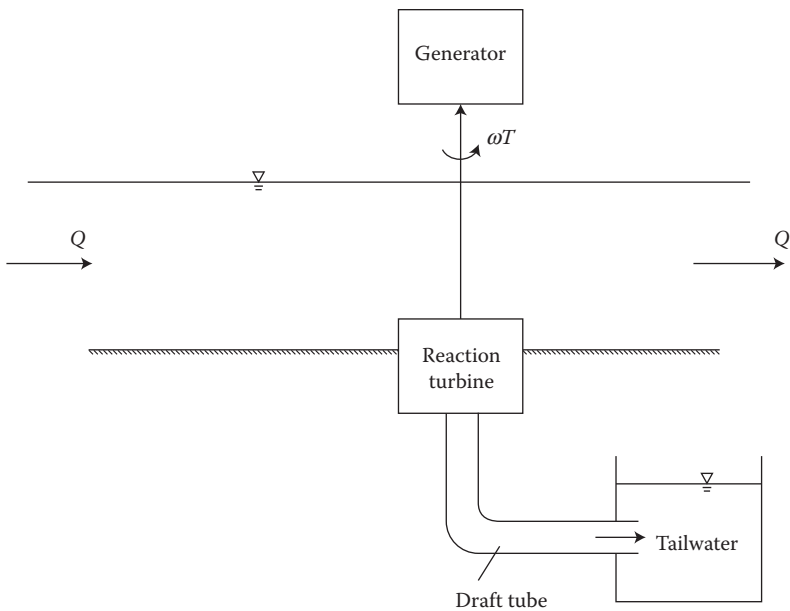 Generator
ωT
Q
Q
Reaction
turbine
Tailwater
Draft tube